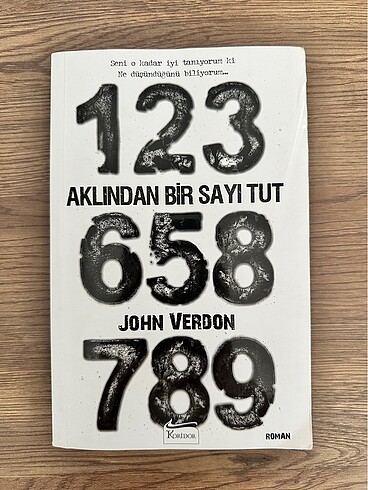 Seni o kadar iyi tanıyorum ki
Ne düşündüğünü biliyorum...
123
AKLINDAN BİR SAYI TUT
658
JOHN VERDON
789
KORİDOR
ROMAN